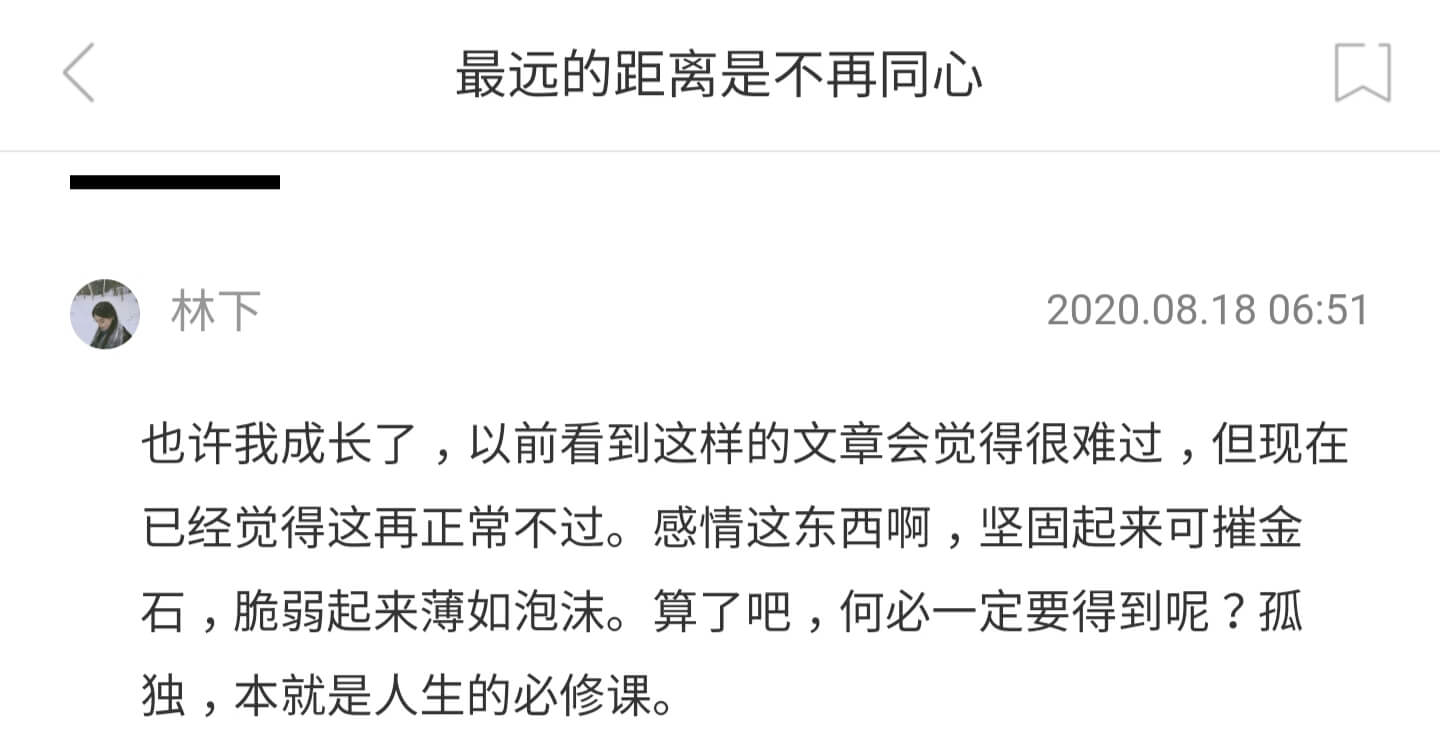 最远的距离是不再同心
林下
2020.08.18 06:51
也许我成长了，以前看到这样的文章会觉得很难过，但现在
已经觉得这再正常不过。感情这东西啊，坚固起来可摧金
石，脆弱起来薄如泡沫。算了吧，何必一定要得到呢？孤
独，本就是人生的必修课。